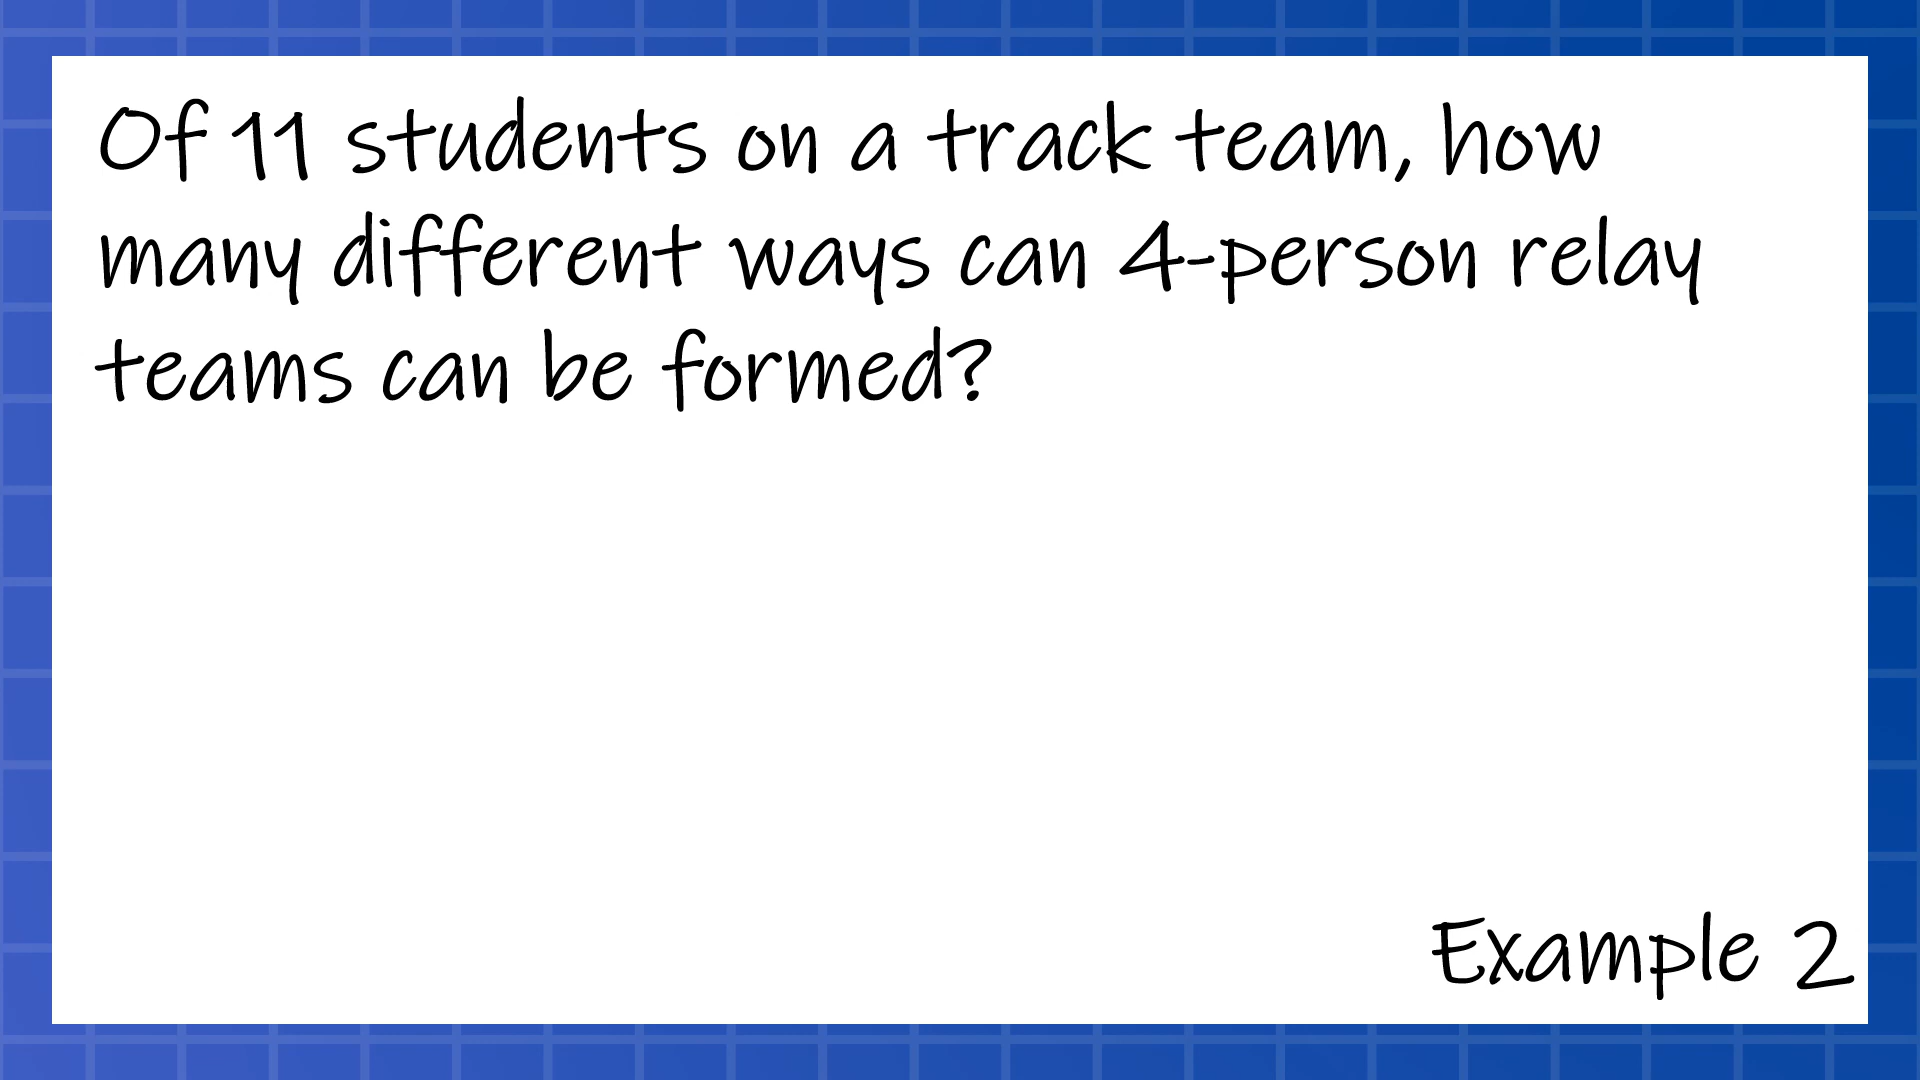 Of 11 students on a track team, how
many different ways can 4-person relay
teams can be formed?
Example 2